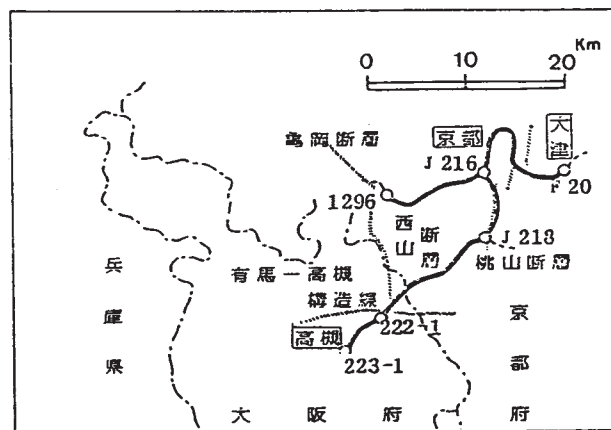 0 10 20 Km
亀岡断層
京都
大津
J 216
F 20
1296
西山断層
J 218
桃山断層
有馬－高槻
構造線
222-1
高槻
223-1
兵庫県
大阪府
京都府